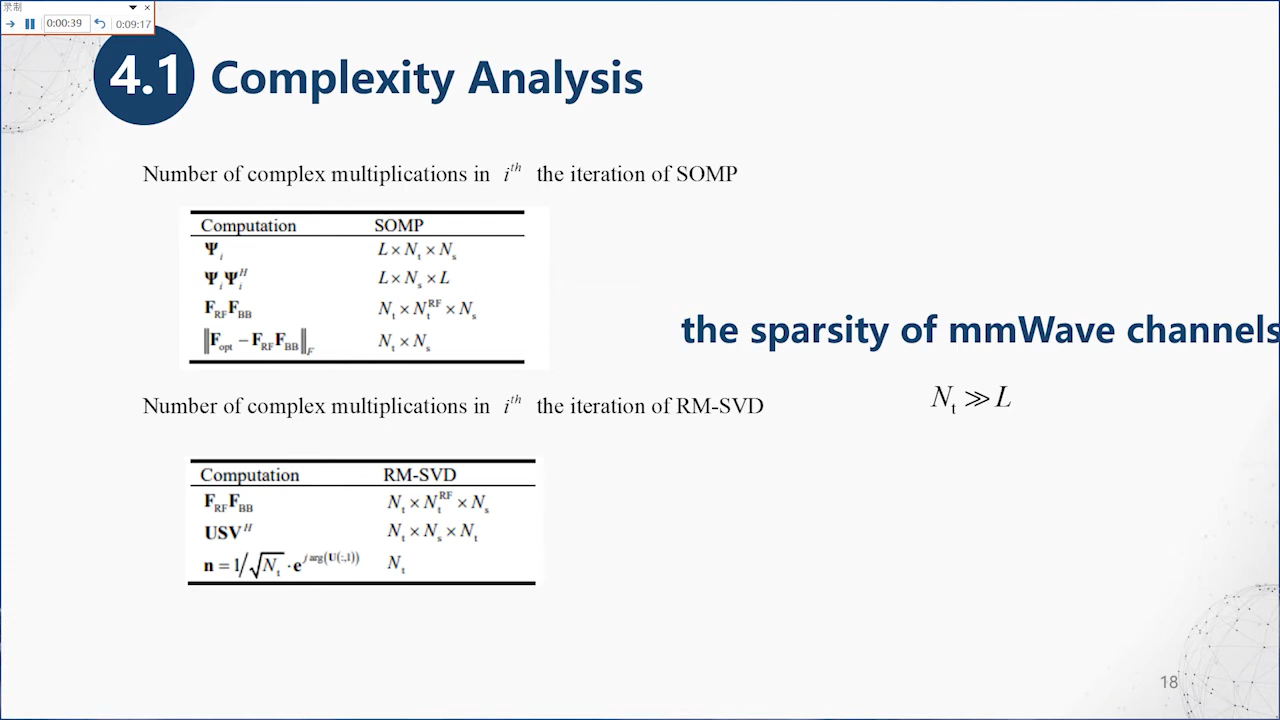 录制
0:00:39 0:09:17
4.1 Complexity Analysis
Number of complex multiplications in i^th the iteration of SOMP
Computation SOMP
Ψ_i L × N_t × N_s
Ψ_i Ψ_i^H L × N_s × L
F_RF F_BB N_t × N_t^RF × N_s
‖F_opt − F_RF F_BB‖_F N_t × N_s
the sparsity of mmWave channels
N_t ≫ L
Number of complex multiplications in i^th the iteration of RM-SVD
Computation RM-SVD
F_RF F_BB N_t × N_t^RF × N_s
USV^H N_t × N_s × N_t
n = 1/√N_t · e^{j arg(U(:,1))} N_t
18